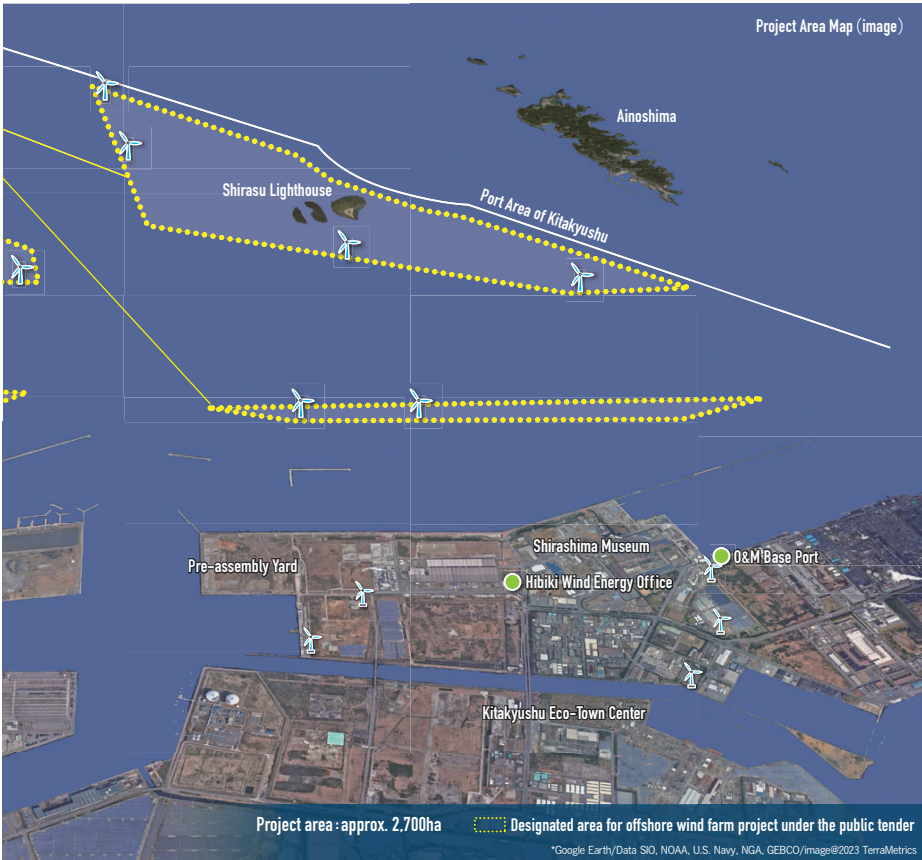 Project Area Map（image）
Ainoshima
Shirasu Lighthouse
Port Area of Kitakyushu
Shirashima Museum
O&M Base Port
Pre-assembly Yard
Hibiki Wind Energy Office
Kitakyushu Eco-Town Center
Project area : approx. 2,700ha
Designated area for offshore wind farm project under the public tender
*Google Earth/Data SIO, NOAA, U.S. Navy, NGA, GEBCO/image@2023 TerraMetrics